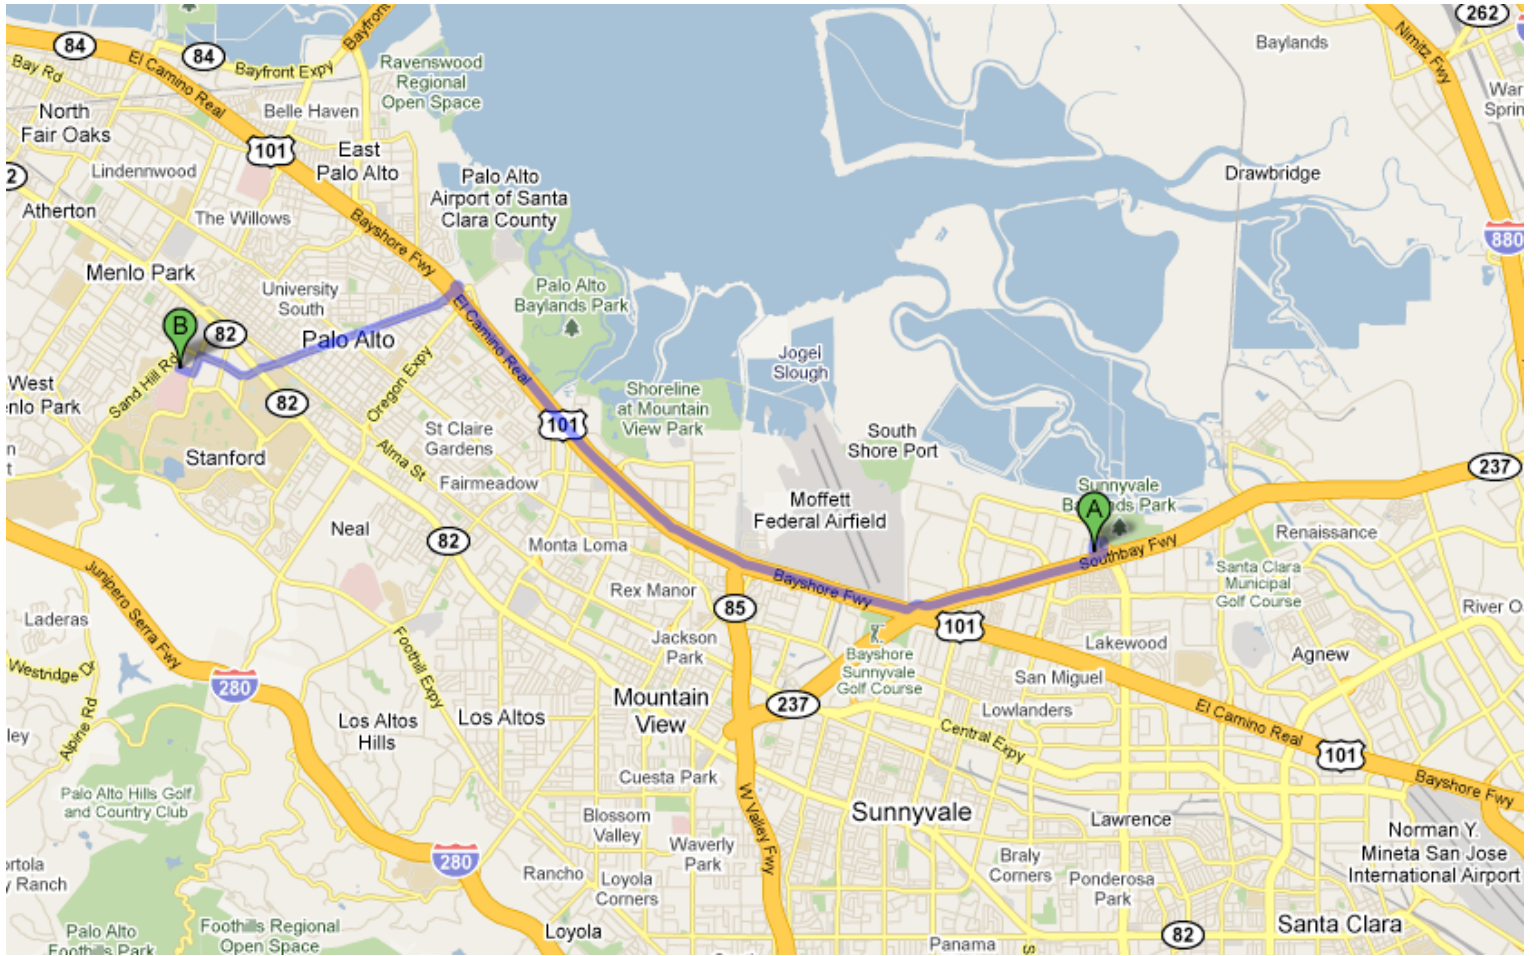 84
84
262
El Camino Real
Bayfront Expy
Bayfront
Bay Rd
Ravenswood
Regional
Open Space
Baylands
Nimitz Fwy
North
Fair Oaks
Belle Haven
101
East
Palo Alto
Lindennwood
Palo Alto
Airport of Santa
Clara County
Drawbridge
Atherton
The Willows
Bayshore Fwy
880
Menlo Park
University
South
Palo Alto
Baylands Park
B
82
Palo Alto
El Camino Real
Jogel
Slough
West
Sand Hill Rd
82
Oregon Expy
Shoreline
at Mountain
View Park
101
St Claire
Gardens
South
Shore Port
Stanford
Alma St
Fairmeadow
237
Sunnyvale
Baylands Park
A
Moffett
Federal Airfield
Neal
82
Monta Loma
Southbay Fwy
Renaissance
Junipero Serra Fwy
Rex Manor
Bayshore Fwy
Santa Clara
Municipal
Golf Course
85
101
River O
Laderas
Foothill Expy
Jackson
Park
Bayshore
Sunnyvale
Golf Course
Lakewood
Agnew
Westridge Dr
280
San Miguel
Mountain
View
237
Lowlanders
El Camino Real
Alpine Rd
Los Altos
Hills
Los Altos
Central Expy
101
Cuesta Park
Bayshore Fwy
Palo Alto Hills Golf
and Country Club
Blossom
Valley
W Valley Fwy
Sunnyvale
Lawrence
Waverly
Park
Norman Y.
Mineta San Jose
International Airport
280
Rancho
Loyola
Corners
Braly
Corners
Ponderosa
Park
y Ranch
Palo Alto
Foothills Park
Foothills Regional
Open Space
Loyola
Panama
82
Santa Clara